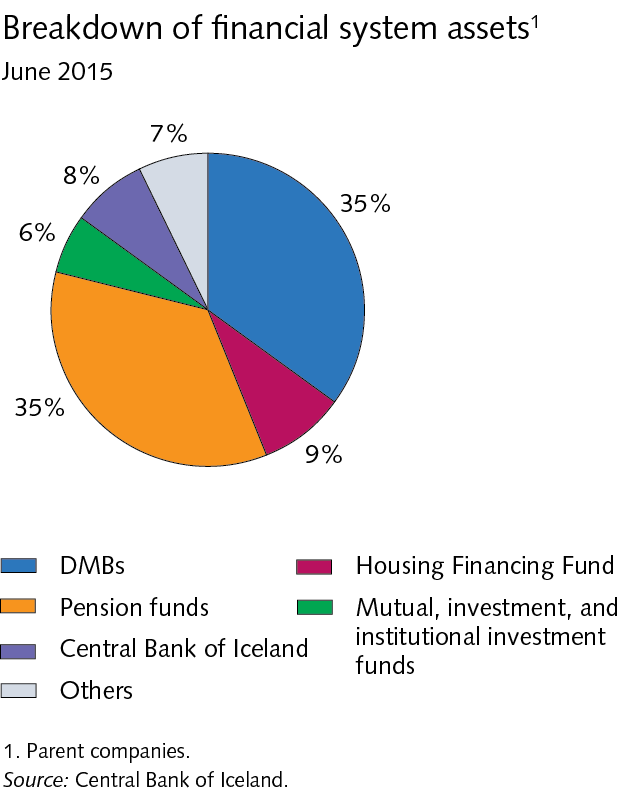 Breakdown of financial system assets¹
June 2015
7%
8%
35%
6%
35%
9%
DMBs
Housing Financing Fund
Pension funds
Mutual, investment, and
institutional investment
funds
Central Bank of Iceland
Others
1. Parent companies.
Source: Central Bank of Iceland.